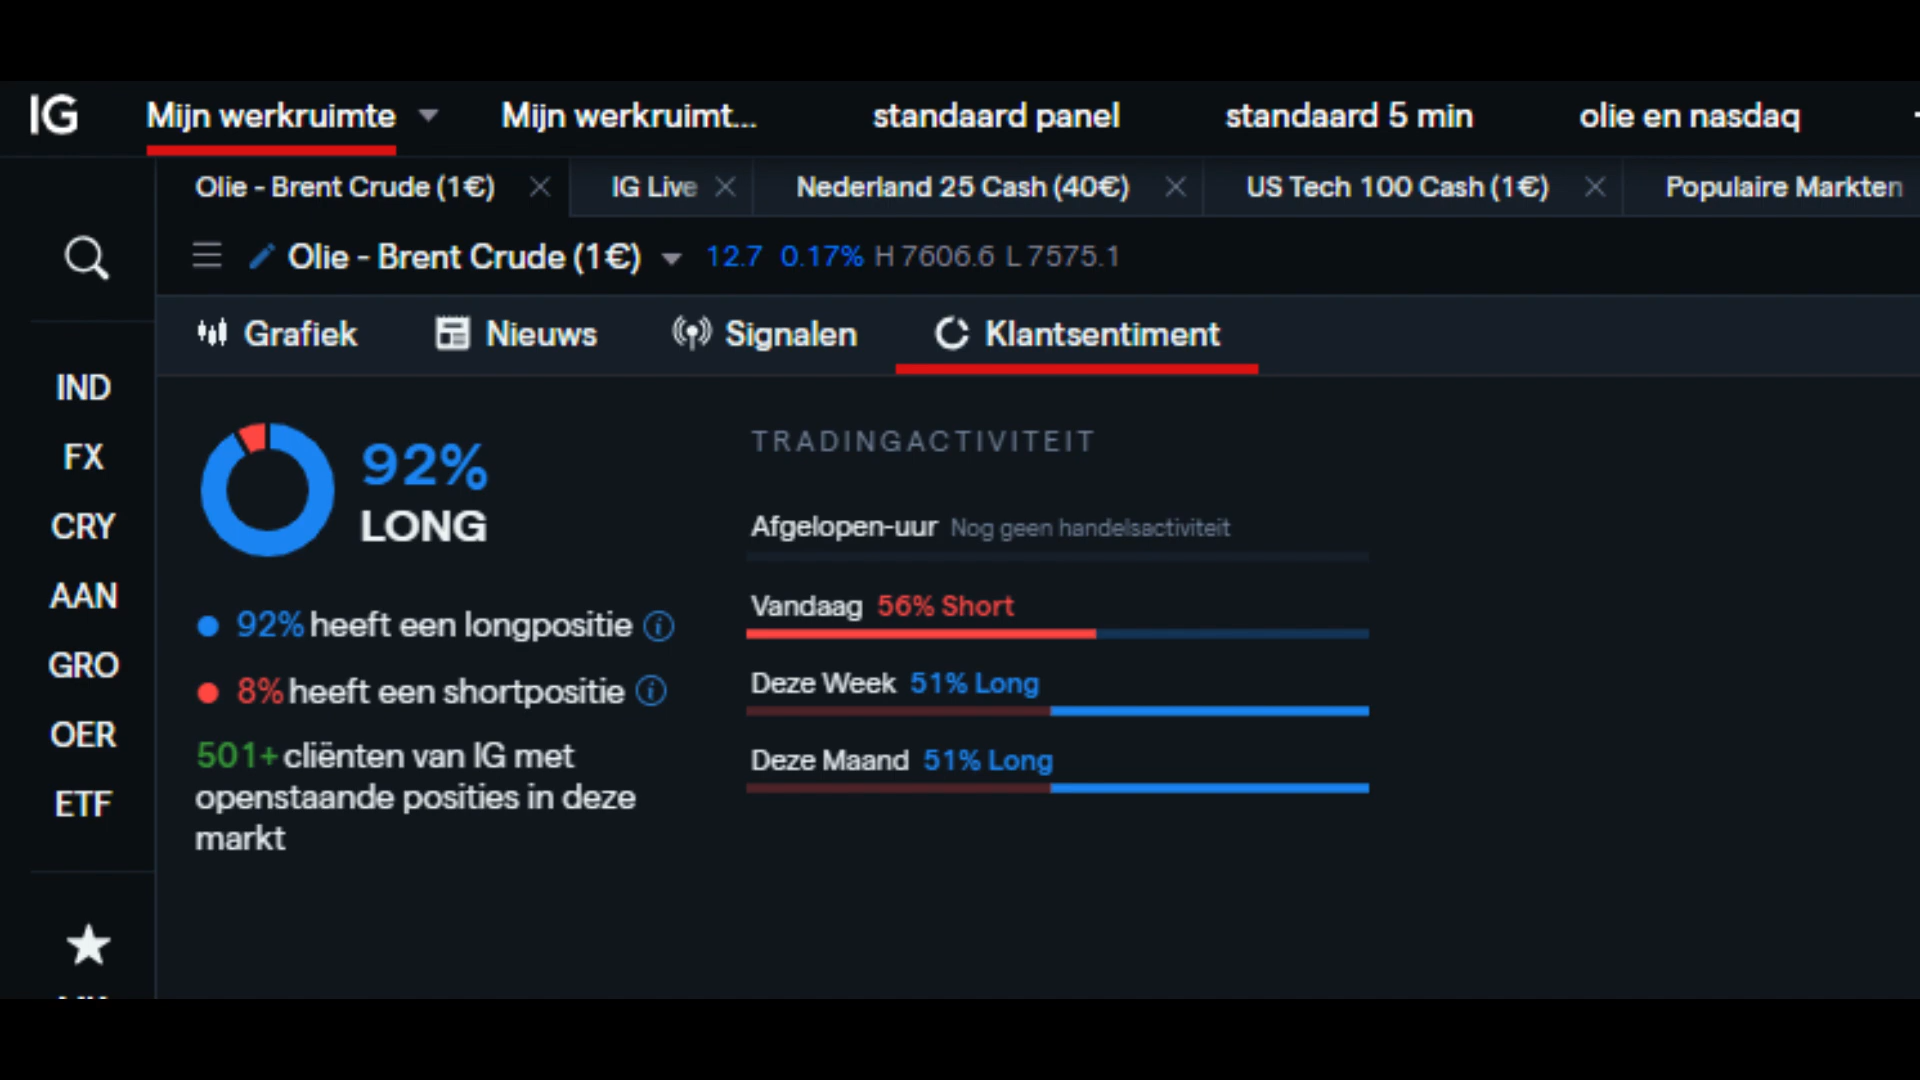 IG Mijn werkruimte Mijn werkruimt... standaard panel standaard 5 min olie en nasdaq
Olie - Brent Crude (1€) IG Live Nederland 25 Cash (40€) US Tech 100 Cash (1€) Populaire Markten
Olie - Brent Crude (1€) 12.7 0.17% H 7606.6 L 7575.1
Grafiek Nieuws Signalen Klantsentiment
IND
FX
CRY
AAN
GRO
OER
ETF
92%
LONG
92% heeft een longpositie
8% heeft een shortpositie
501+ cliënten van IG met
openstaande posities in deze
markt
TRADINGACTIVITEIT
Afgelopen-uur Nog geen handelsactiviteit
Vandaag 56% Short
Deze Week 51% Long
Deze Maand 51% Long